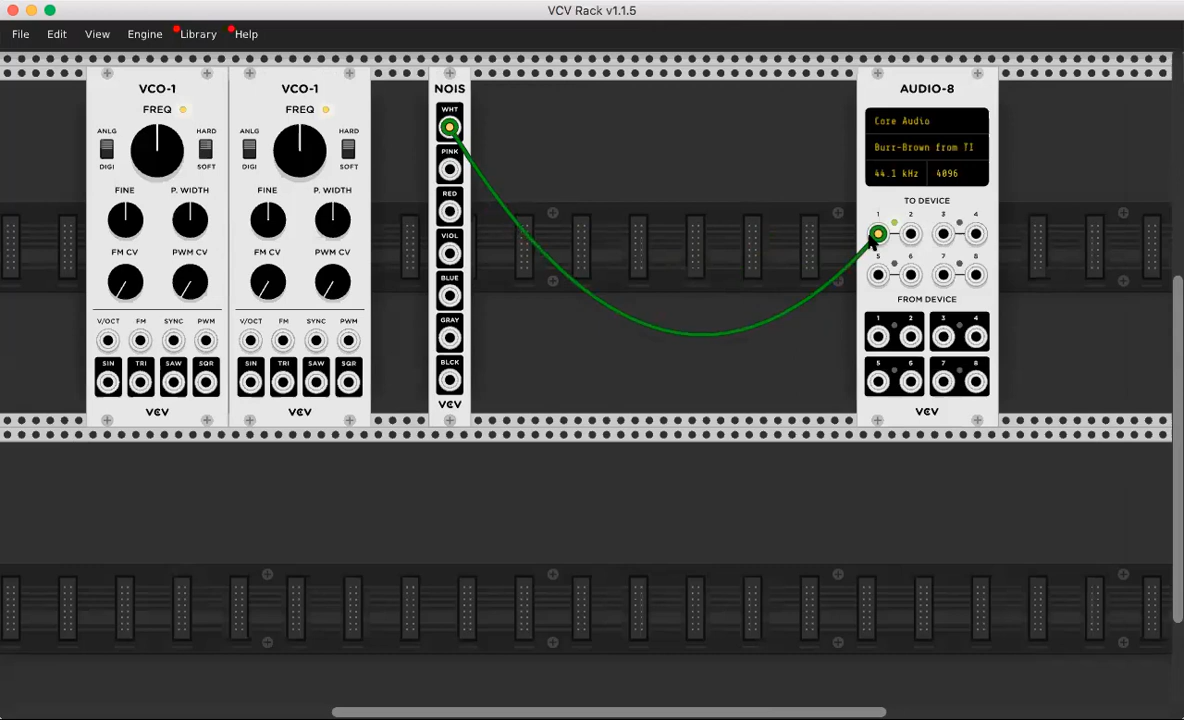 VCV Rack v1.1.5
File Edit View Engine Library Help
VCO-1
FREQ
ANLG HARD
DIGI SOFT
FINE P. WIDTH
FM CV PWM CV
V/OCT FM SYNC PWM
SIN TRI SAW SQR
VCV
VCO-1
FREQ
ANLG HARD
DIGI SOFT
FINE P. WIDTH
FM CV PWM CV
V/OCT FM SYNC PWM
SIN TRI SAW SQR
VCV
NOIS
WHT
PINK
RED
VIOL
BLUE
GRAY
BLCK
VCV
AUDIO-8
Core Audio
Burr-Brown from TI
44.1 kHz 4096
TO DEVICE
1 2 3 4
5 6 7 8
FROM DEVICE
1 2 3 4
5 6 7 8
VCV